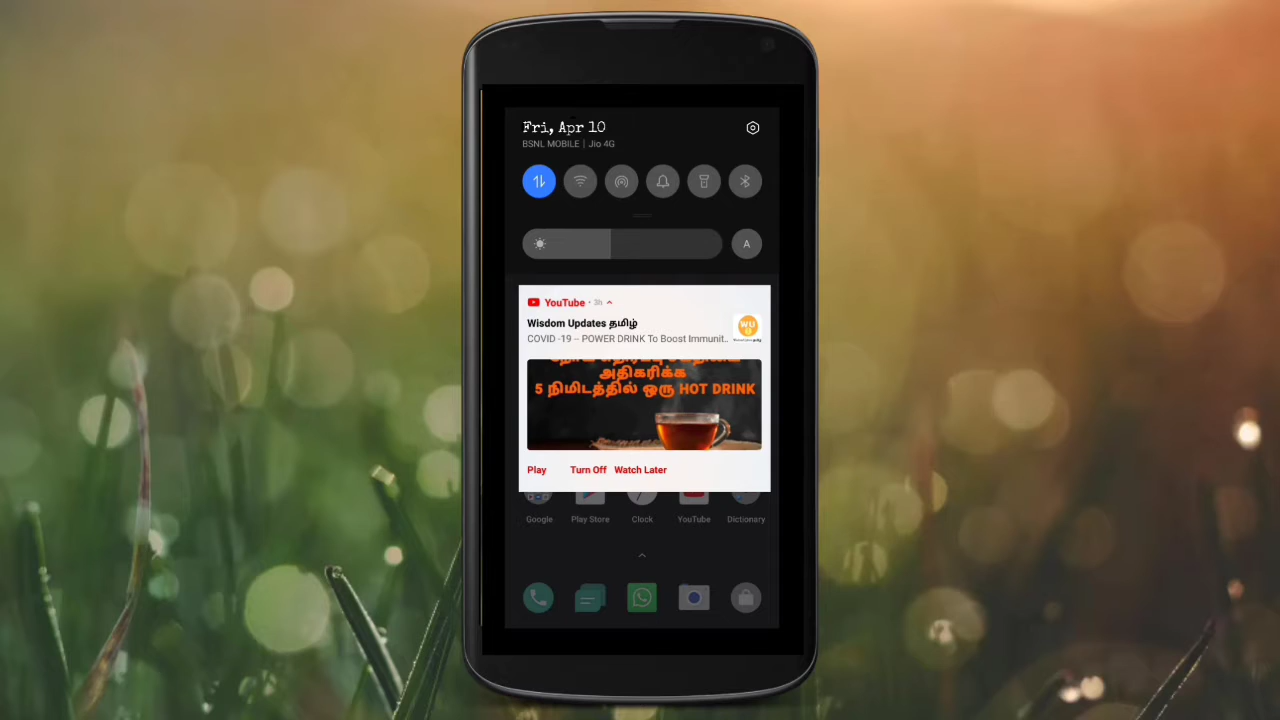 Fri, Apr 10
BSNL MOBILE | Jio 4G
A
YouTube • 3h
Wisdom Updates தமிழ்
COVID -19 – POWER DRINK To Boost Immunit..
WU
அதிகரிக்க
5 நிமிடத்தில் ஒரு HOT DRINK
Play Turn Off Watch Later
Google Play Store Clock YouTube Dictionary